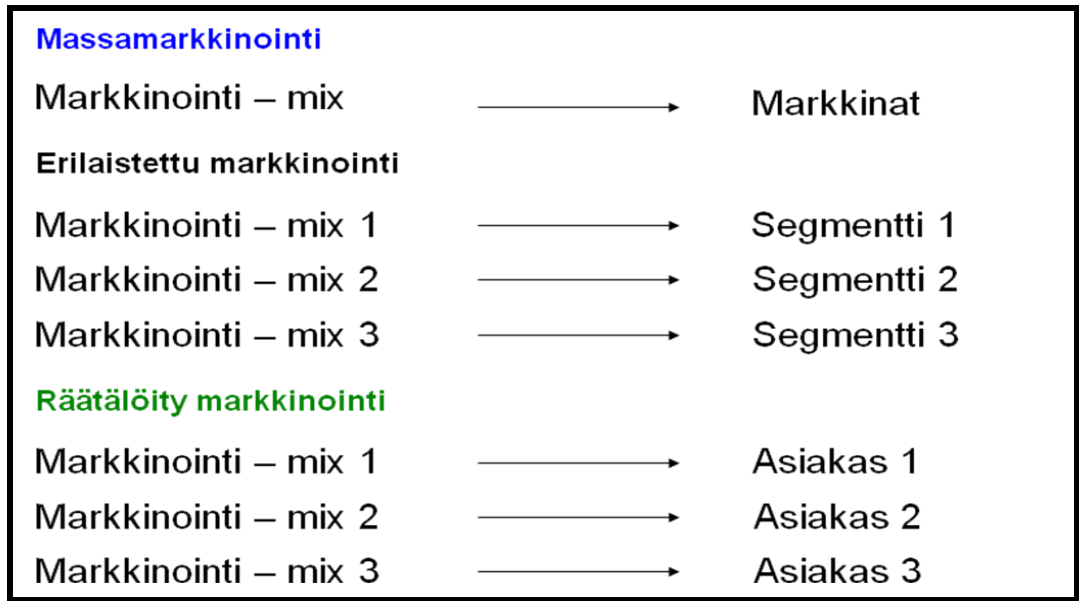 Massamarkkinointi
Markkinointi – mix Markkinat
Erilaistettu markkinointi
Markkinointi – mix 1 Segmentti 1
Markkinointi – mix 2 Segmentti 2
Markkinointi – mix 3 Segmentti 3
Räätälöity markkinointi
Markkinointi – mix 1 Asiakas 1
Markkinointi – mix 2 Asiakas 2
Markkinointi – mix 3 Asiakas 3